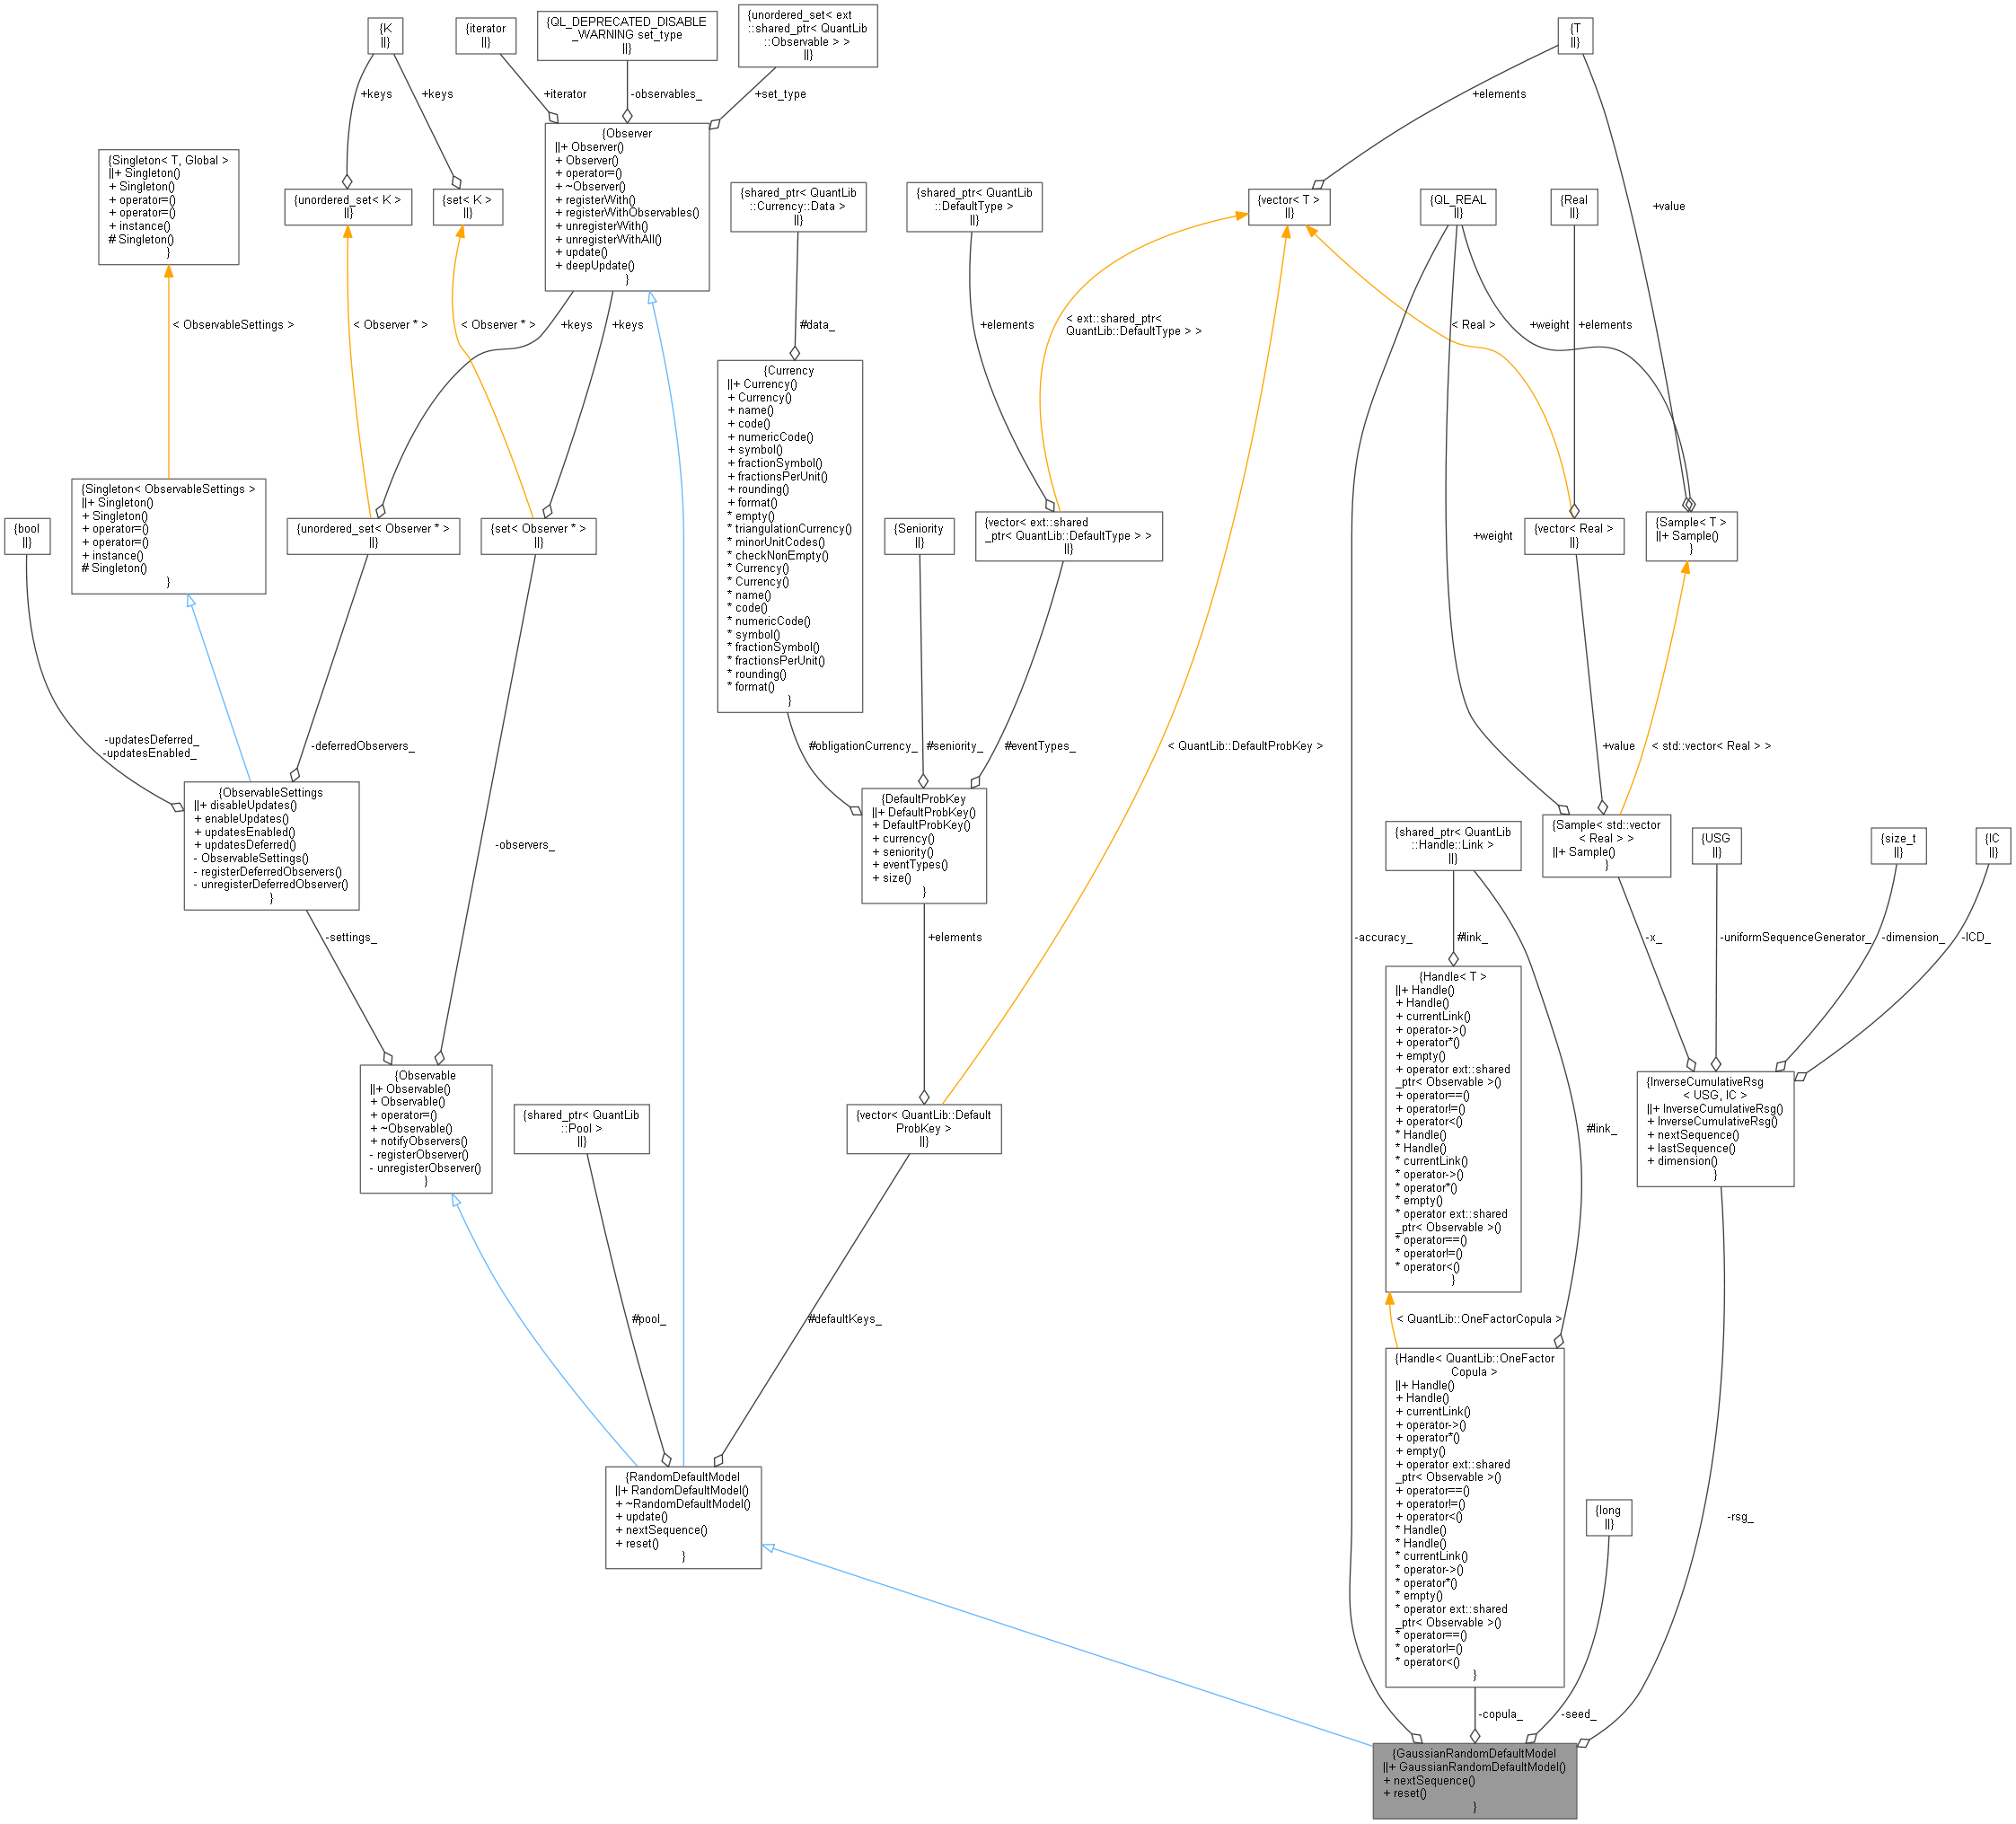 {K
||}
{iterator
||}
{QL_DEPRECATED_DISABLE
_WARNING set_type
||}
{unordered_set< ext
::shared_ptr< QuantLib
::Observable > >
||}
{T
||}
+keys
+keys
+iterator
-observables_
+set_type
+elements
{Singleton< T, Global >
||+ Singleton()
+ Singleton()
+ operator=()
+ operator=()
+ instance()
# Singleton()
}
{unordered_set< K >
||}
{set< K >
||}
{Observer
||+ Observer()
+ Observer()
+ operator=()
+ ~Observer()
+ registerWith()
+ registerWithObservables()
+ unregisterWith()
+ unregisterWithAll()
+ update()
+ deepUpdate()
}
{shared_ptr< QuantLib
::Currency::Data >
||}
{shared_ptr< QuantLib
::DefaultType >
||}
{vector< T >
||}
{QL_REAL
||}
{Real
||}
+value
< ObservableSettings >
< Observer * >
< Observer * >
+keys
+keys
#data_
+elements
< ext::shared_ptr<
QuantLib::DefaultType > >
< Real >
+elements
+weight
{Currency
||+ Currency()
+ Currency()
+ name()
+ code()
+ numericCode()
+ symbol()
+ fractionSymbol()
+ fractionsPerUnit()
+ rounding()
+ format()
* empty()
* triangulationCurrency()
* minorUnitCodes()
* checkNonEmpty()
* Currency()
* Currency()
* name()
* code()
* numericCode()
* symbol()
* fractionSymbol()
* fractionsPerUnit()
* rounding()
* format()
}
{bool
||}
{Singleton< ObservableSettings >
||+ Singleton()
+ Singleton()
+ operator=()
+ operator=()
+ instance()
# Singleton()
}
{unordered_set< Observer * >
||}
{set< Observer * >
||}
{Seniority
||}
{vector< ext::shared
_ptr< QuantLib::DefaultType > >
||}
+weight
{vector< Real >
||}
{Sample< T >
||+ Sample()
}
-updatesDeferred_
-updatesEnabled_
-deferredObservers_
#obligationCurrency_
#seniority_
#eventTypes_
< QuantLib::DefaultProbKey >
+value
< std::vector< Real > >
{ObservableSettings
||+ disableUpdates()
+ enableUpdates()
+ updatesEnabled()
+ updatesDeferred()
- ObservableSettings()
- registerDeferredObservers()
- unregisterDeferredObserver()
}
-observers_
{DefaultProbKey
||+ DefaultProbKey()
+ DefaultProbKey()
+ currency()
+ seniority()
+ eventTypes()
+ size()
}
{shared_ptr< QuantLib
::Handle::Link >
||}
{Sample< std::vector
< Real > >
||+ Sample()
}
{USG
||}
{size_t
||}
{IC
||}
-settings_
+elements
-accuracy_
#link_
-x_
-uniformSequenceGenerator_
-dimension_
-ICD_
{Handle< T >
||+ Handle()
+ Handle()
+ currentLink()
+ operator->()
+ operator*()
+ empty()
+ operator ext::shared
_ptr< Observable >()
+ operator==()
+ operator!=()
+ operator<()
* Handle()
* Handle()
* currentLink()
* operator->()
* operator*()
* empty()
* operator ext::shared
_ptr< Observable >()
* operator==()
* operator!=()
* operator<()
}
{Observable
||+ Observable()
+ Observable()
+ operator=()
+ ~Observable()
+ notifyObservers()
- registerObserver()
- unregisterObserver()
}
{shared_ptr< QuantLib
::Pool >
||}
{vector< QuantLib::Default
ProbKey >
||}
#link_
{InverseCumulativeRsg
< USG, IC >
||+ InverseCumulativeRsg()
+ InverseCumulativeRsg()
+ nextSequence()
+ lastSequence()
+ dimension()
}
#pool_
#defaultKeys_
< QuantLib::OneFactorCopula >
{Handle< QuantLib::OneFactor
Copula >
||+ Handle()
+ Handle()
+ currentLink()
+ operator->()
+ operator*()
+ empty()
+ operator ext::shared
_ptr< Observable >()
+ operator==()
+ operator!=()
+ operator<()
* Handle()
* Handle()
* currentLink()
* operator->()
* operator*()
* empty()
* operator ext::shared
_ptr< Observable >()
* operator==()
* operator!=()
* operator<()
}
{RandomDefaultModel
||+ RandomDefaultModel()
+ ~RandomDefaultModel()
+ update()
+ nextSequence()
+ reset()
}
{long
||}
-rsg_
-copula_
-seed_
{GaussianRandomDefaultModel
||+ GaussianRandomDefaultModel()
+ nextSequence()
+ reset()
}